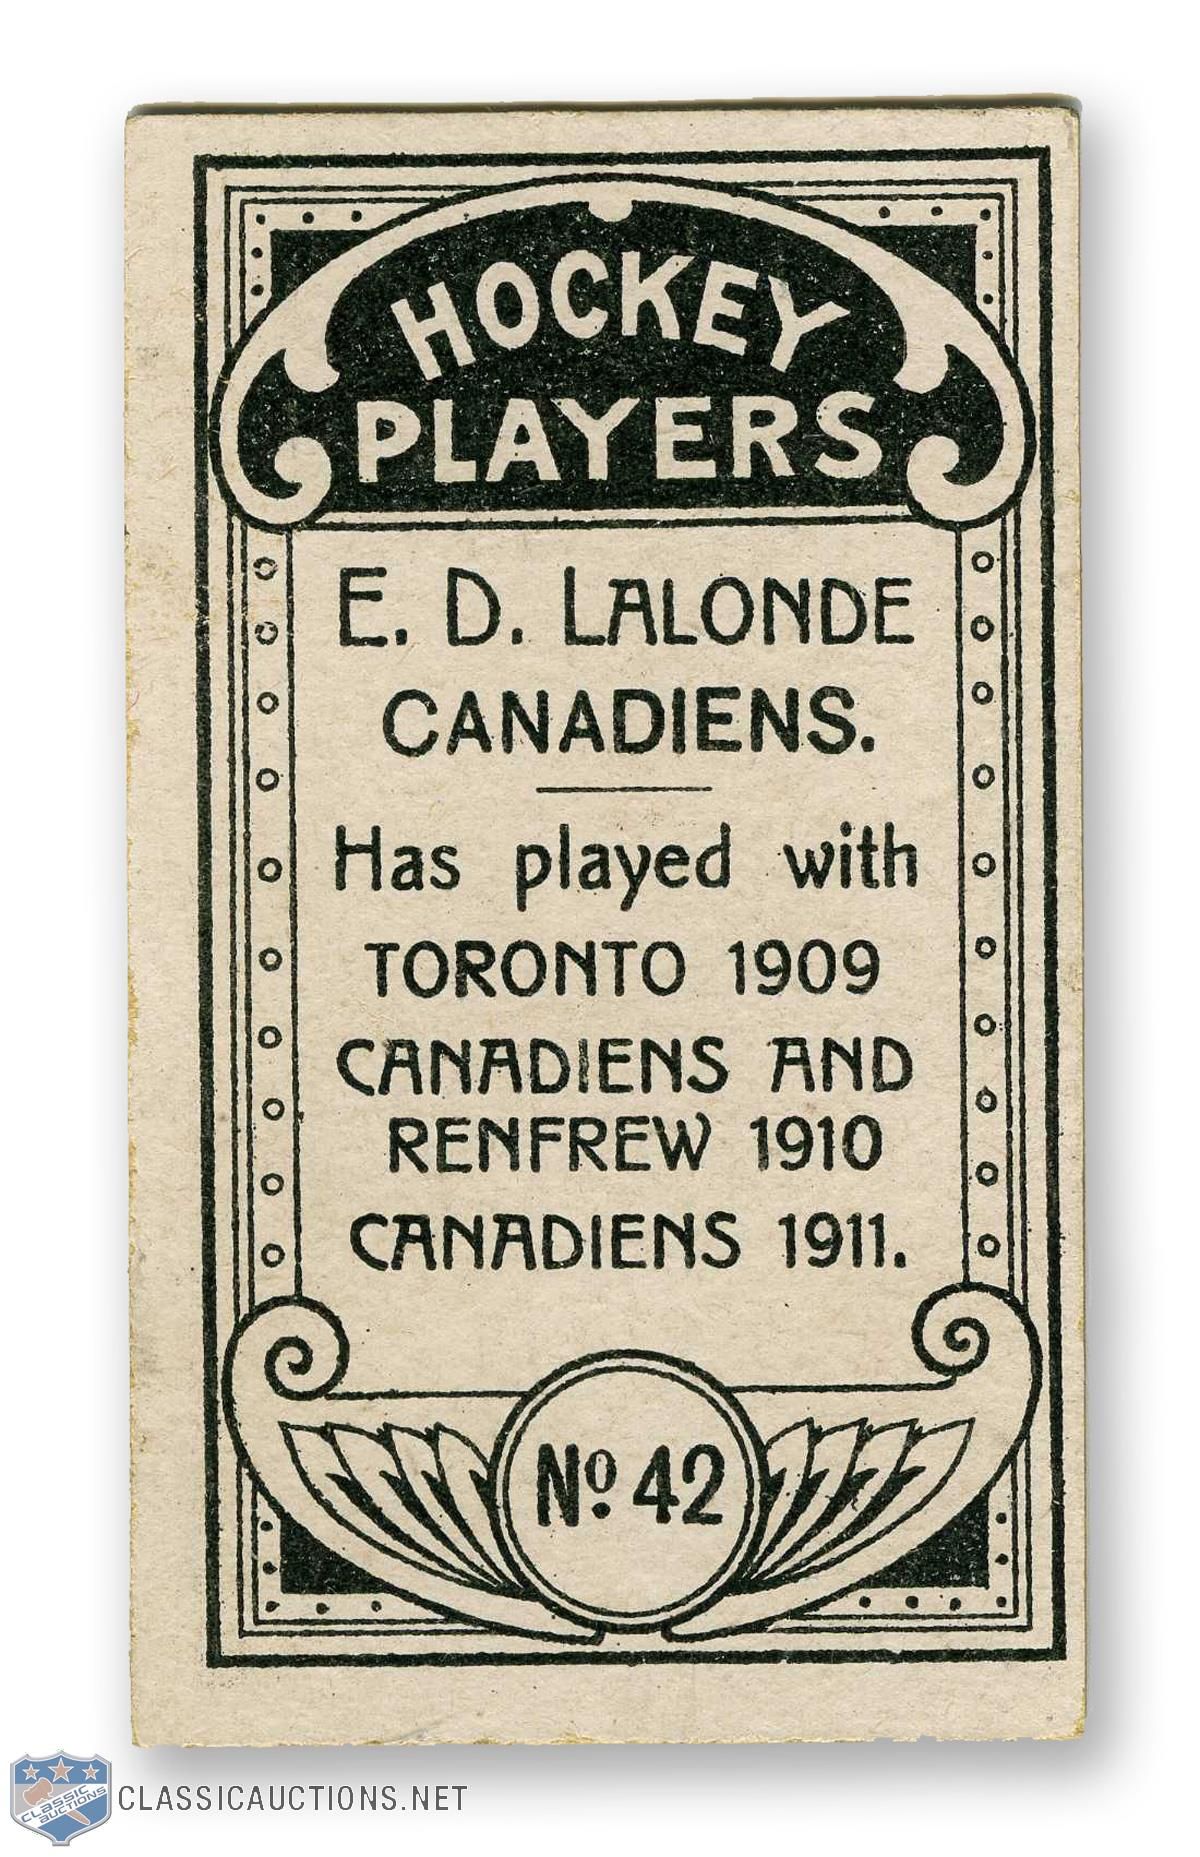 HOCKEY
PLAYERS
E. D. LALONDE
CANADIENS.
Has played with
TORONTO 1909
CANADIENS AND
RENFREW 1910
CANADIENS 1911.
No. 42
CLASSIC
AUCTIONS
CLASSICAUCTIONS.NET